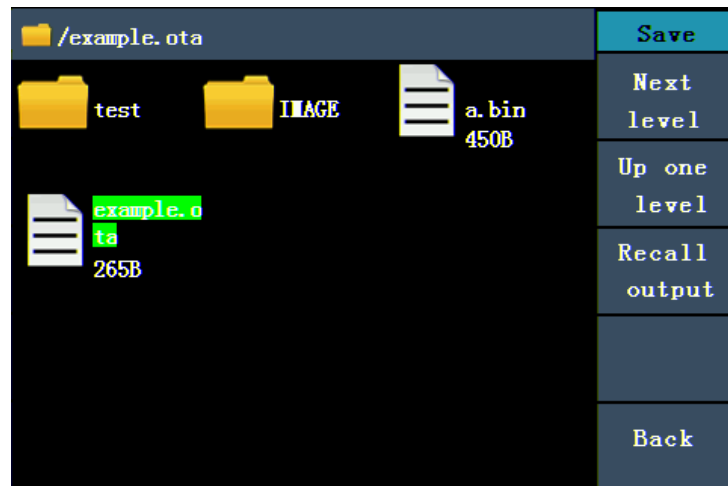 /example.ota
Save
test
IMAGE
a.bin
450B
example.o
ta
265B
Next
level
Up one
level
Recall
output
Back